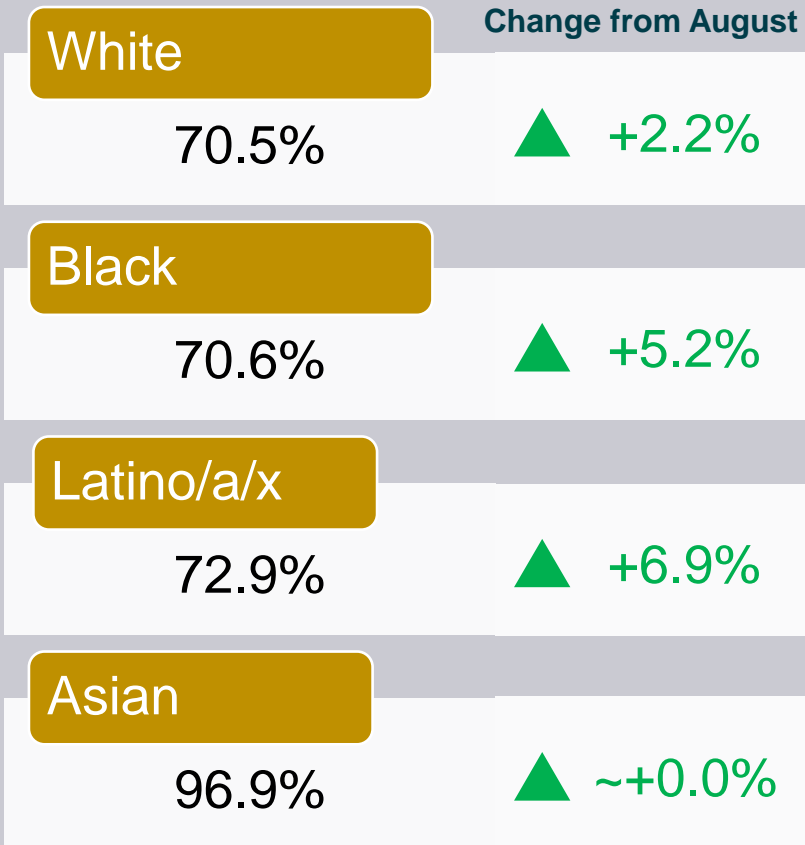 Change from August
White
70.5%
+2.2%
Black
70.6%
+5.2%
Latino/a/x
72.9%
+6.9%
Asian
96.9%
~+0.0%